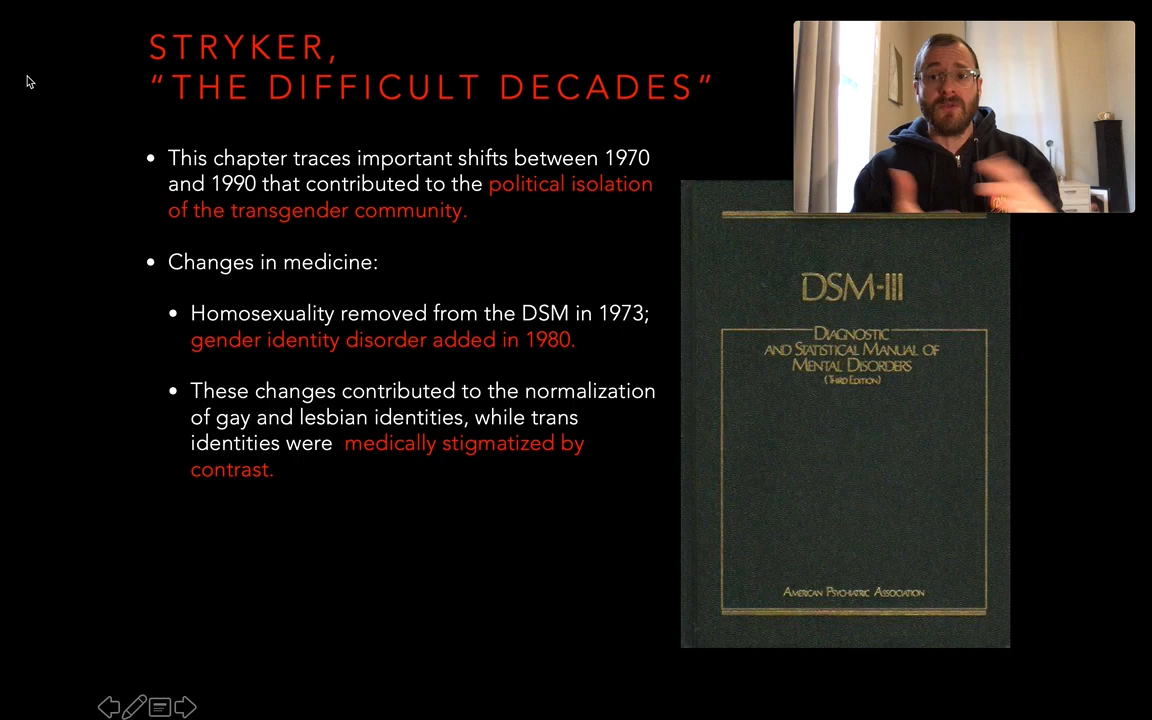 STRYKER,
“THE DIFFICULT DECADES”
• This chapter traces important shifts between 1970
and 1990 that contributed to the political isolation
of the transgender community.
• Changes in medicine:
• Homosexuality removed from the DSM in 1973;
gender identity disorder added in 1980.
• These changes contributed to the normalization
of gay and lesbian identities, while trans
identities were medically stigmatized by
contrast.
DSM-III
DIAGNOSTIC
AND STATISTICAL MANUAL OF
MENTAL DISORDERS
(THIRD EDITION)
AMERICAN PSYCHIATRIC ASSOCIATION